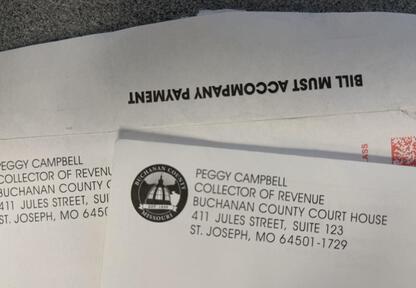 BILL MUST ACCOMPANY PAYMENT
PEGGY CAMPBELL
COLLECTOR OF REVENU
BUCHANAN COUNTY C
411 JULES STREET, SUIT
ST. JOSEPH, MO 6450
BUCHANAN COUNTY
MISSOURI
PEGGY CAMPBELL
COLLECTOR OF REVENUE
BUCHANAN COUNTY COURT HOUSE
411 JULES STREET, SUITE 123
ST. JOSEPH, MO 64501-1729